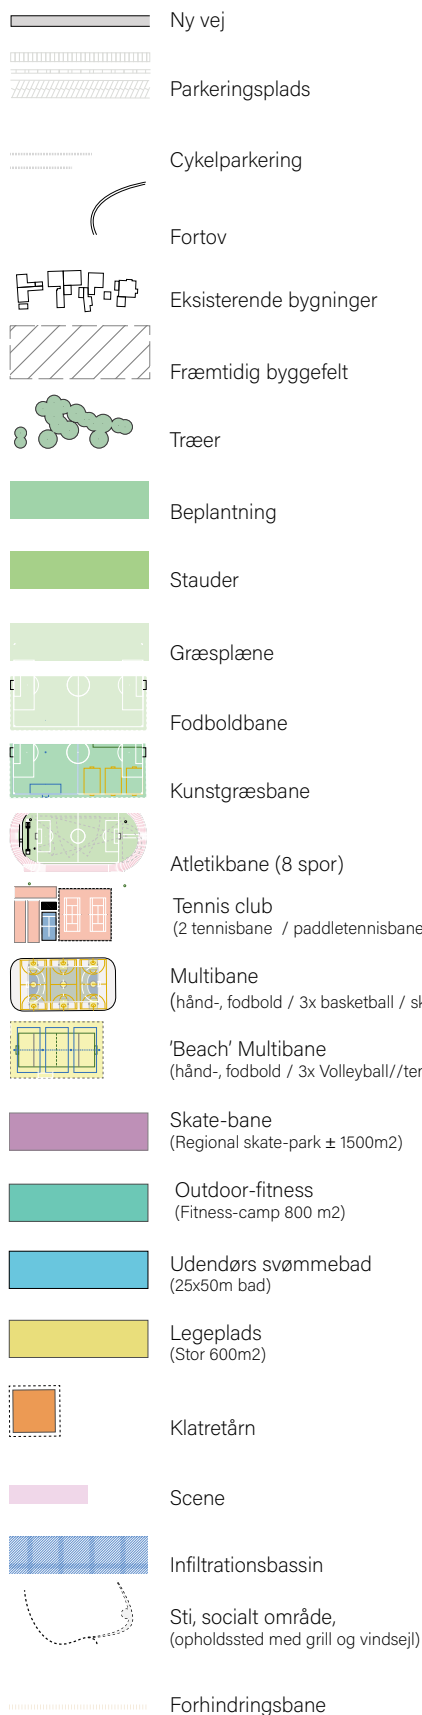 Ny vej
Parkeringsplads
Cykelparkering
Fortov
Eksisterende bygninger
Fræmtidig byggefelt
Træer
Beplantning
Stauder
Græsplæne
Fodboldbane
Kunstgræsbane
Atletikbane (8 spor)
Tennis club
(2 tennisbane / paddletennisbane
Multibane
(hånd-, fodbold / 3x basketball / sk
'Beach' Multibane
(hånd-, fodbold / 3x Volleyball//ter
Skate-bane
(Regional skate-park ± 1500m2)
Outdoor-fitness
(Fitness-camp 800 m2)
Udendørs svømmebad
(25x50m bad)
Legeplads
(Stor 600m2)
Klatretårn
Scene
Infiltrationsbassin
Sti, socialt område,
(opholdssted med grill og vindsejl)
Forhindringsbane